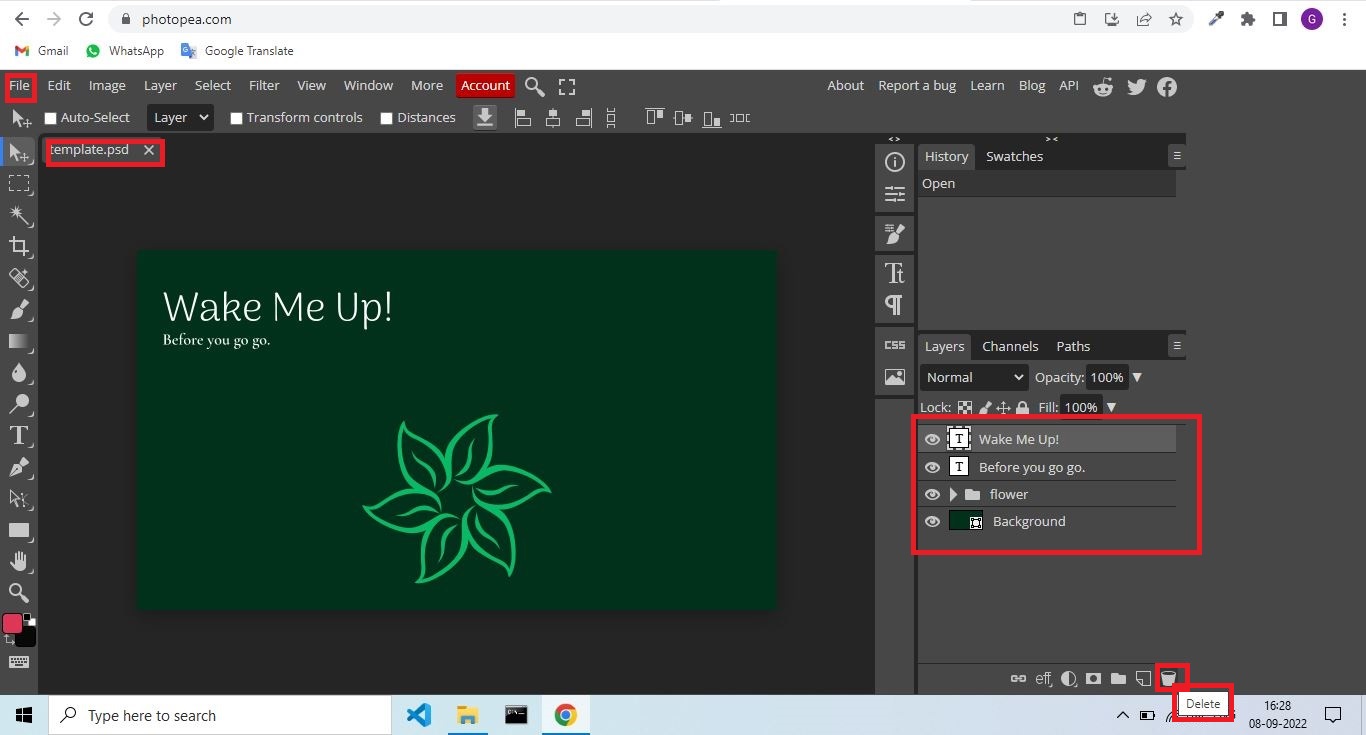 photopea.com
G
Gmail
WhatsApp
Google Translate
File Edit Image Layer Select Filter View Window More Account
About Report a bug Learn Blog API
Auto-Select Layer Transform controls Distances
template.psd
< >
> <
History Swatches
Open
Wake Me Up!
Before you go go.
CSS
Layers Channels Paths
Normal Opacity: 100%
Lock: Fill: 100%
T Wake Me Up!
T Before you go go.
flower
Background
eff
Delete
Type here to search
16:28
08-09-2022